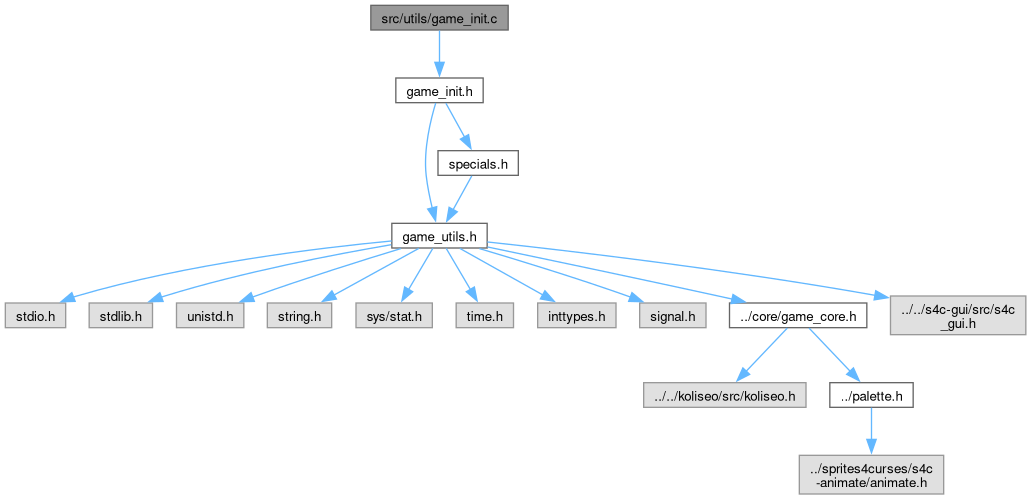 src/utils/game_init.c
game_init.h
specials.h
game_utils.h
stdio.h
stdlib.h
unistd.h
string.h
sys/stat.h
time.h
inttypes.h
signal.h
../core/game_core.h
../../s4c-gui/src/s4c
_gui.h
../../koliseo/src/koliseo.h
../palette.h
../sprites4curses/s4c
-animate/animate.h